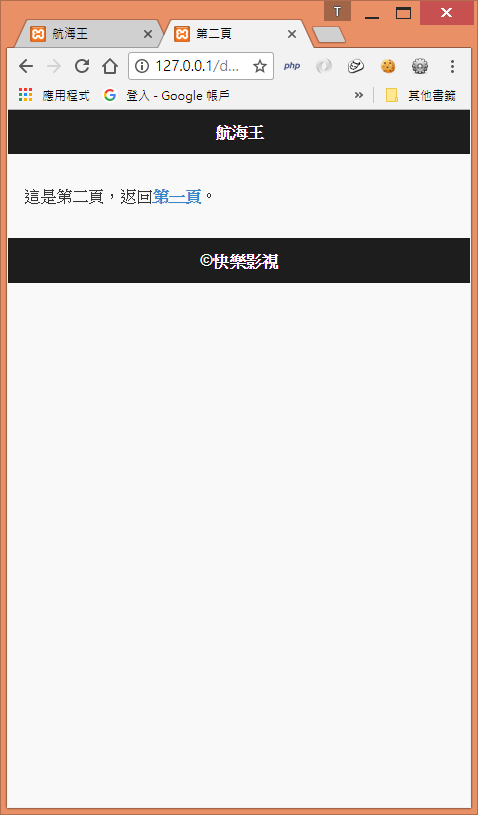 T
航海王
第二頁
127.0.0.1/d...
php
應用程式
登入 - Google 帳戶
»
其他書籤
航海王
這是第二頁，返回第一頁。
©快樂影視